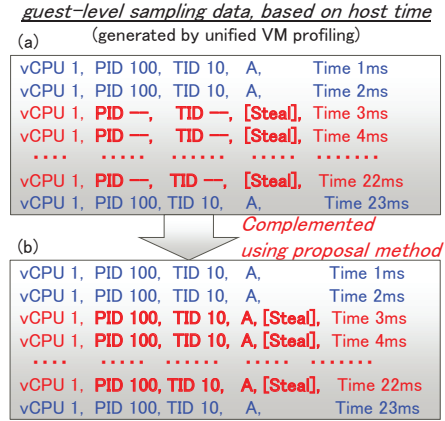 guest-level sampling data, based on host time
(generated by unified VM profiling)
(a)
vCPU 1, PID 100, TID 10, A, Time 1ms
vCPU 1, PID 100, TID 10, A, Time 2ms
vCPU 1, PID --, TID --, [Steal], Time 3ms
vCPU 1, PID --, TID --, [Steal], Time 4ms
.... ...... ...... ..... .......
vCPU 1, PID --, TID --, [Steal], Time 22ms
vCPU 1, PID 100, TID 10, A, Time 23ms
Complemented
using proposal method
(b)
vCPU 1, PID 100, TID 10, A, Time 1ms
vCPU 1, PID 100, TID 10, A, Time 2ms
vCPU 1, PID 100, TID 10, A, [Steal], Time 3ms
vCPU 1, PID 100, TID 10, A, [Steal], Time 4ms
.... ...... ...... ..... .......
vCPU 1, PID 100, TID 10, A, [Steal], Time 22ms
vCPU 1, PID 100, TID 10, A, Time 23ms